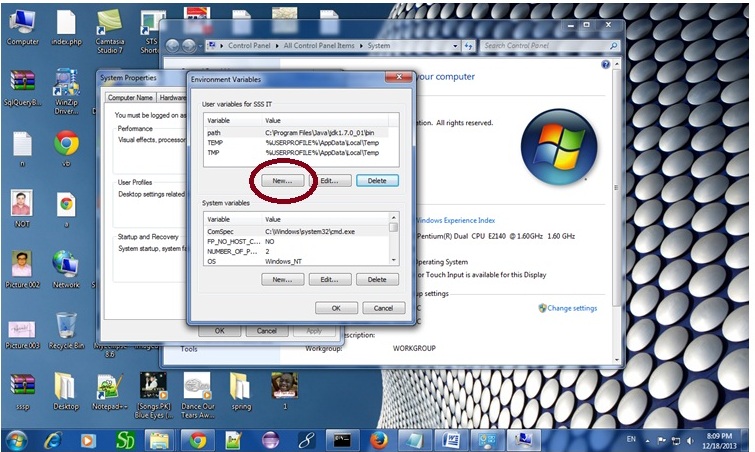 Computer
index.php
Camtasia
Studio 7
STS
Shortc
SqlQueryB...
WinZip
Driver...
n
vb
NOT
a
Picture 002
Network
Picture 003
Recycle
Bin
8.6
sssp
Desktop
Notepad++
[Songs.PK]
Blue Eyes (...
Dance Our
Tears Aw...
spring
1
Control Panel
All Control Panel Items
System
Search Control Panel
your computer
ation. All rights reserved.
Windows Experience Index
Pentium(R) Dual CPU E2140 @ 1.60GHz 1.60 GHz
Operating System
or Touch Input is available for this Display
up settings
Change settings
C
C
escription:
Tools
Workgroup:
WORKGROUP
System Properties
Computer Name
Hardware
You must be logged on as
Performance
Visual effects, processor
User Profiles
Desktop settings related
Startup and Recovery
System startup, system fa
OK
Cancel
Apply
Environment Variables
User variables for SSS IT
Variable
Value
path
C:\Program Files\Java\jdk1.7.0_01\bin
TEMP
%USERPROFILE%\AppData\Local\Temp
TMP
%USERPROFILE%\AppData\Local\Temp
New...
Edit...
Delete
System variables
Variable
Value
ComSpec
C:\Windows\system32\cmd.exe
FP_NO_HOST_C...
NO
NUMBER_OF_P...
2
OS
Windows_NT
New...
Edit...
Delete
OK
Cancel
EN
8:09 PM
12/18/2013